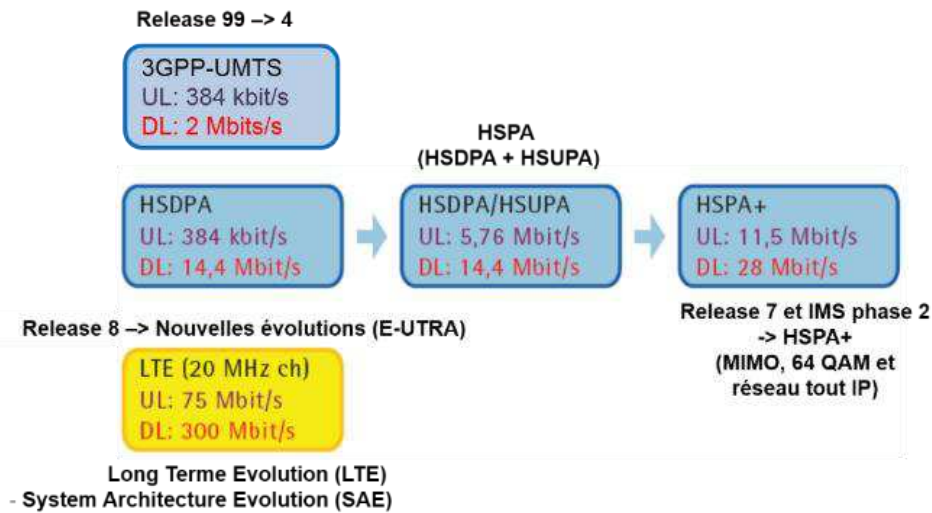 Release 99 –> 4
3GPP-UMTS
UL: 384 kbit/s
DL: 2 Mbits/s
HSPA
(HSDPA + HSUPA)
HSDPA
UL: 384 kbit/s
DL: 14,4 Mbit/s
HSDPA/HSUPA
UL: 5,76 Mbit/s
DL: 14,4 Mbit/s
HSPA+
UL: 11,5 Mbit/s
DL: 28 Mbit/s
Release 7 et IMS phase 2
-> HSPA+
(MIMO, 64 QAM et
réseau tout IP)
Release 8 –> Nouvelles évolutions (E-UTRA)
LTE (20 MHz ch)
UL: 75 Mbit/s
DL: 300 Mbit/s
Long Terme Evolution (LTE)
- System Architecture Evolution (SAE)